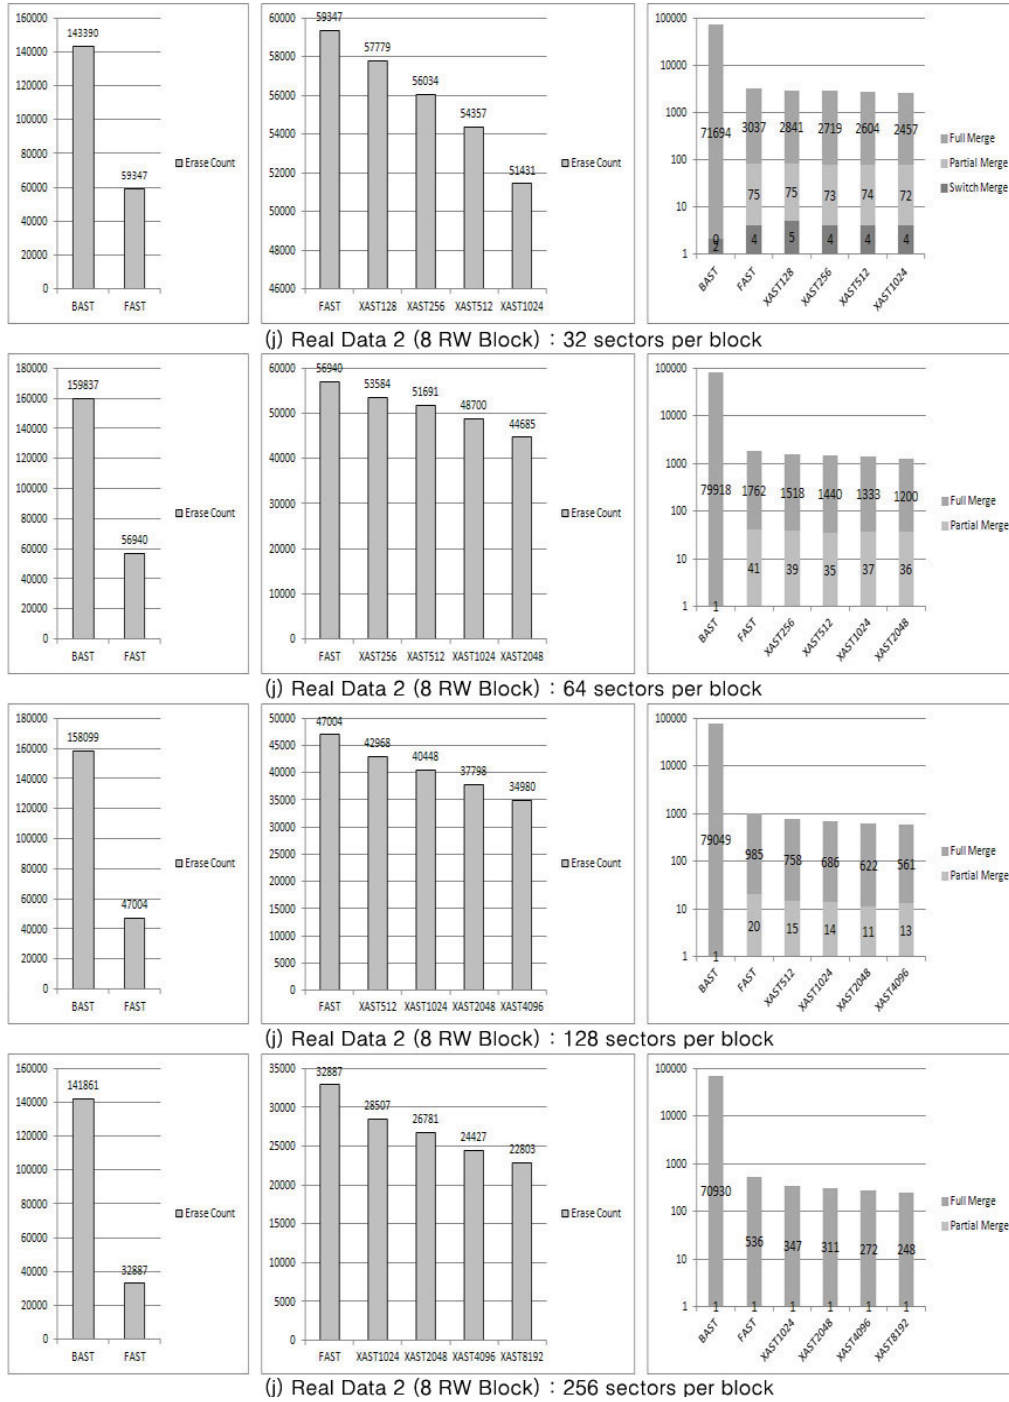 160000
143390
140000
120000
100000
80000
59347
60000
40000
20000
0
BAST FAST
Erase Count
60000
59347
58000
57779
56000
56034
54000
54357
52000
51431
50000
48000
46000
FAST XAST128 XAST256 XAST512 XAST1024
Erase Count
100000
10000
1000
100
10
1
71694 3037 2841 2719 2604 2457
75 75 73 74 72
0
2 4 5 4 4 4
BAST FAST XAST128 XAST256 XAST512 XAST1024
Full Merge
Partial Merge
Switch Merge
(j) Real Data 2 (8 RW Block) : 32 sectors per block
180000
159837
160000
140000
120000
100000
80000
56940
60000
40000
20000
0
BAST FAST
Erase Count
60000
56940
53584
51691
50000
48700
44685
40000
30000
20000
10000
0
FAST XAST256 XAST512 XAST1024 XAST2048
Erase Count
100000
10000
1000
100
10
1
79918 1762 1518 1440 1333 1200
1 41 39 35 37 36
BAST FAST XAST256 XAST512 XAST1024 XAST2048
Full Merge
Partial Merge
(j) Real Data 2 (8 RW Block) : 64 sectors per block
180000
158099
160000
140000
120000
100000
80000
60000
47004
40000
20000
0
BAST FAST
Erase Count
50000
47004
45000
42968
40448
40000
37798
35000
34980
30000
25000
20000
15000
10000
5000
0
FAST XAST512 XAST1024 XAST2048 XAST4096
Erase Count
100000
10000
1000
100
10
1
79049 985 758 686 622 561
1 20 15 14 11 13
BAST FAST XAST512 XAST1024 XAST2048 XAST4096
Full Merge
Partial Merge
(j) Real Data 2 (8 RW Block) : 128 sectors per block
160000
141861
140000
120000
100000
80000
60000
40000
32887
20000
0
BAST FAST
Erase Count
35000
32887
30000
28507
26781
25000
24427
22803
20000
15000
10000
5000
0
FAST XAST1024 XAST2048 XAST4096 XAST8192
Erase Count
100000
10000
1000
100
10
1
70930 536 347 311 272 248
1 1 1 1 1 1
BAST FAST XAST1024 XAST2048 XAST4096 XAST8192
Full Merge
Partial Merge
(j) Real Data 2 (8 RW Block) : 256 sectors per block